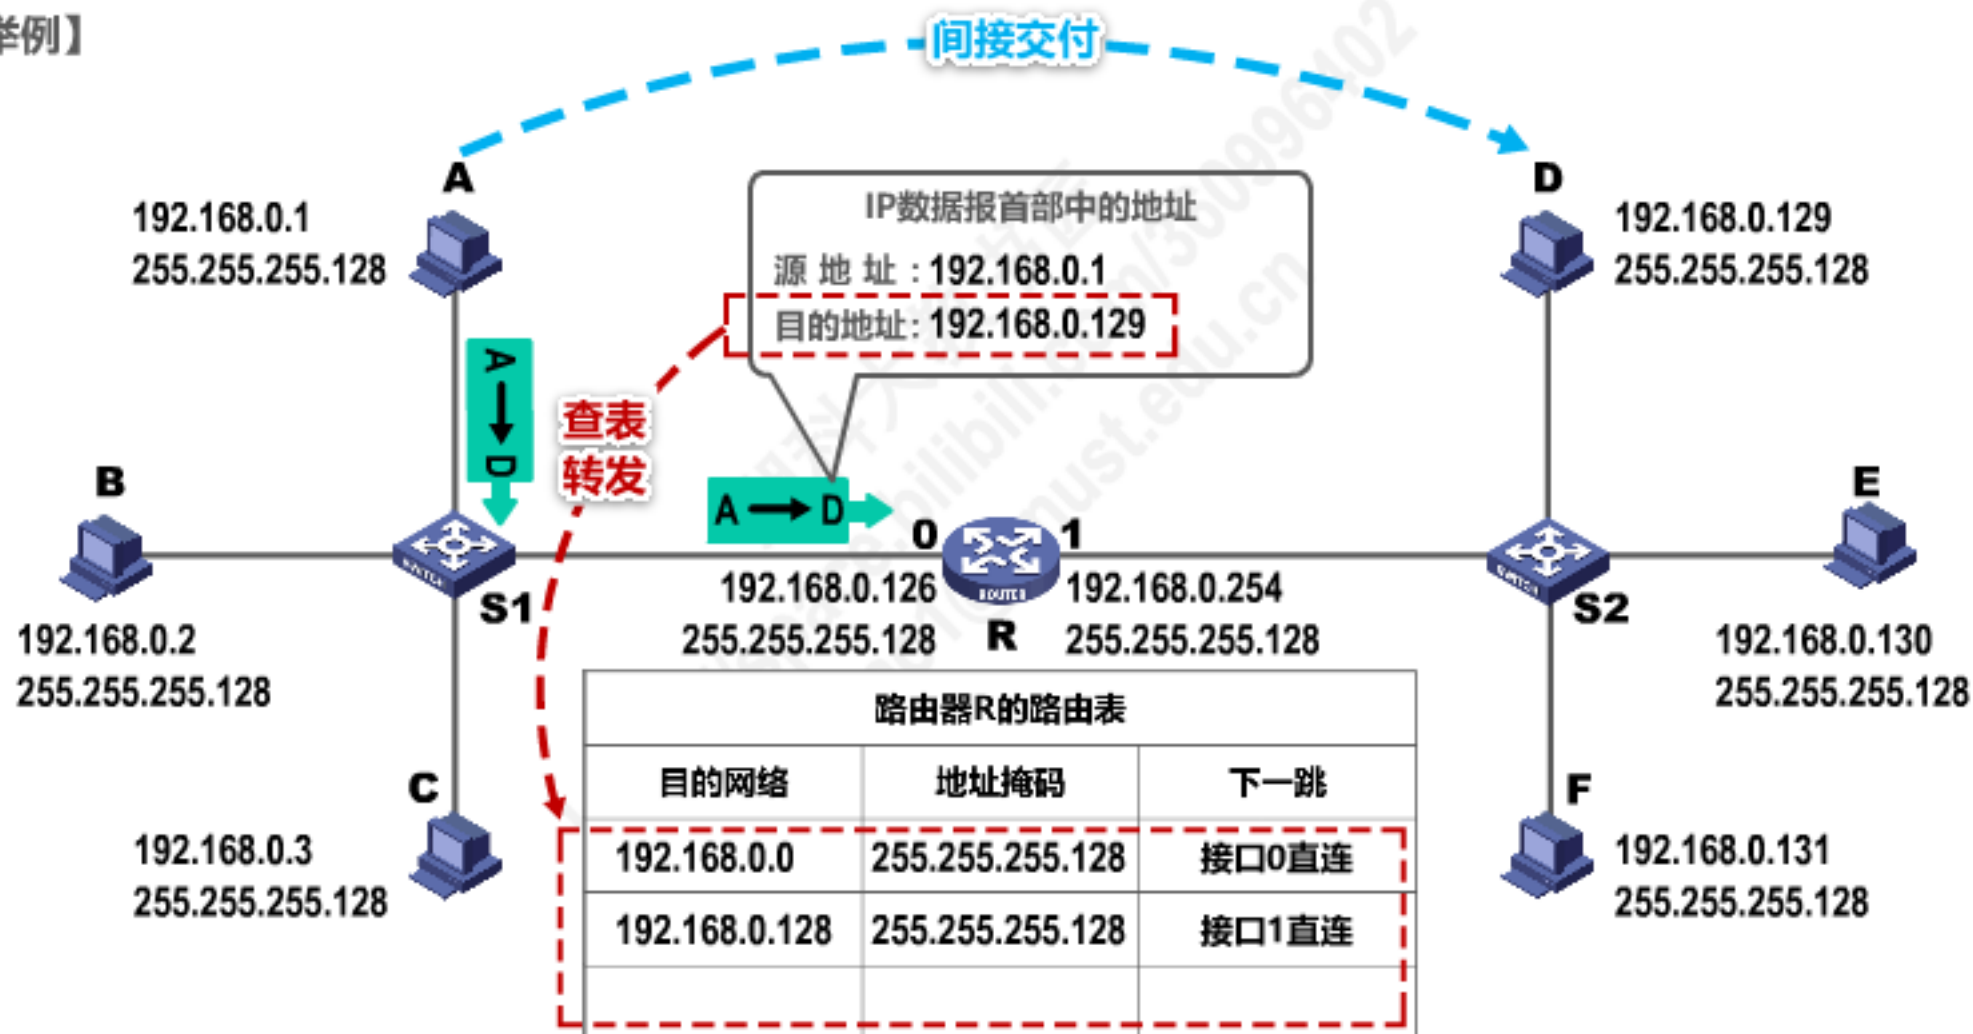 举例】
间接交付
A
192.168.0.1
255.255.255.128
D
192.168.0.129
255.255.255.128
IP数据报首部中的地址
源地址:192.168.0.1
目的地址:192.168.0.129
A→D
查表
转发
A→D
B
192.168.0.2
255.255.255.128
S1
SWITCH
0
1
192.168.0.126
255.255.255.128
ROUTER
R
192.168.0.254
255.255.255.128
S2
SWITCH
E
192.168.0.130
255.255.255.128
C
192.168.0.3
255.255.255.128
F
192.168.0.131
255.255.255.128
路由器R的路由表
目的网络 地址掩码 下一跳
192.168.0.0 255.255.255.128 接口0直连
192.168.0.128 255.255.255.128 接口1直连